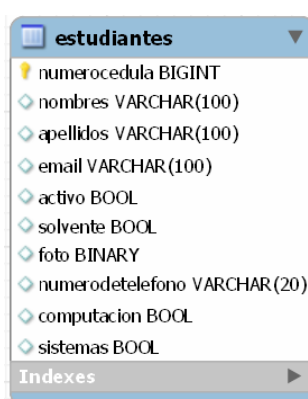 estudiantes
numerocedula BIGINT
nombres VARCHAR(100)
apellidos VARCHAR(100)
email VARCHAR(100)
activo BOOL
solvente BOOL
foto BINARY
numerodetelefono VARCHAR(20)
computacion BOOL
sistemas BOOL
Indexes